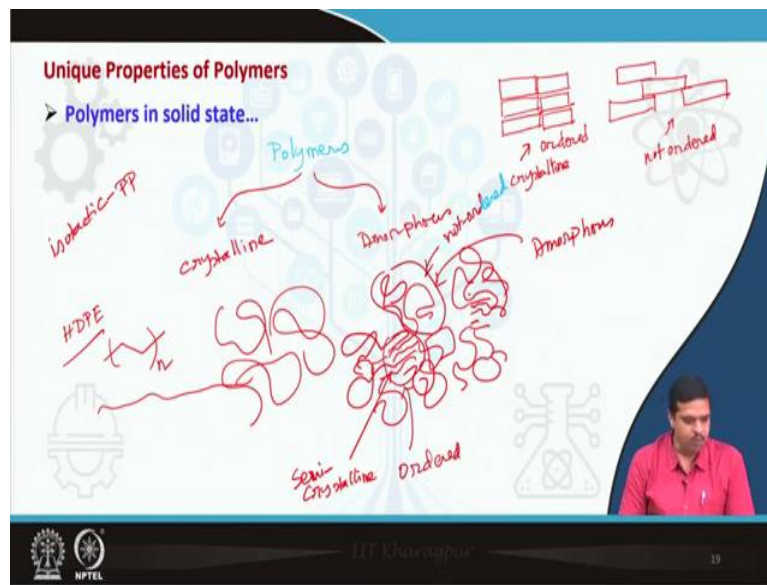 Unique Properties of Polymers
➤ Polymers in solid state...
Polymers
ordered
crystalline
not ordered
isotactic-PP
crystalline
Amorphous
not-ordered
Amorphous
HDPE
n
Semi-
crystalline
ordered
IIT Kharagpur
NPTEL
19